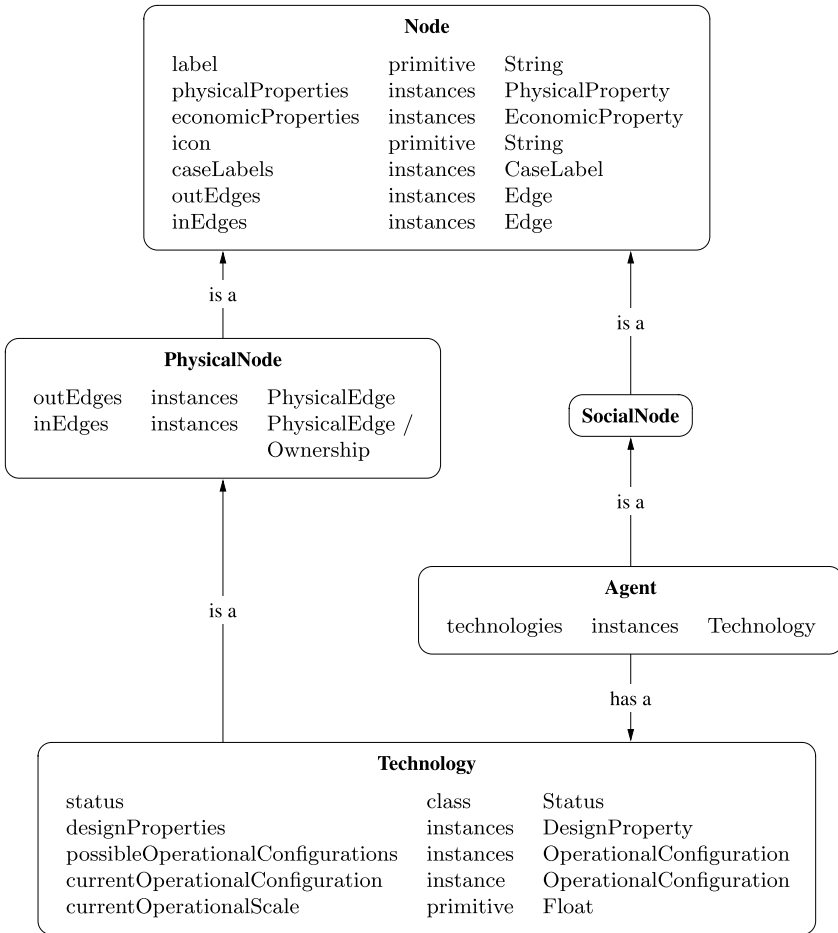 Node
label primitive String
physicalProperties instances PhysicalProperty
economicProperties instances EconomicProperty
icon primitive String
caseLabels instances CaseLabel
outEdges instances Edge
inEdges instances Edge
is a
is a
PhysicalNode
outEdges instances PhysicalEdge
inEdges instances PhysicalEdge /
Ownership
SocialNode
is a
is a
Agent
technologies instances Technology
has a
Technology
status class Status
designProperties instances DesignProperty
possibleOperationalConfigurations instances OperationalConfiguration
currentOperationalConfiguration instance OperationalConfiguration
currentOperationalScale primitive Float